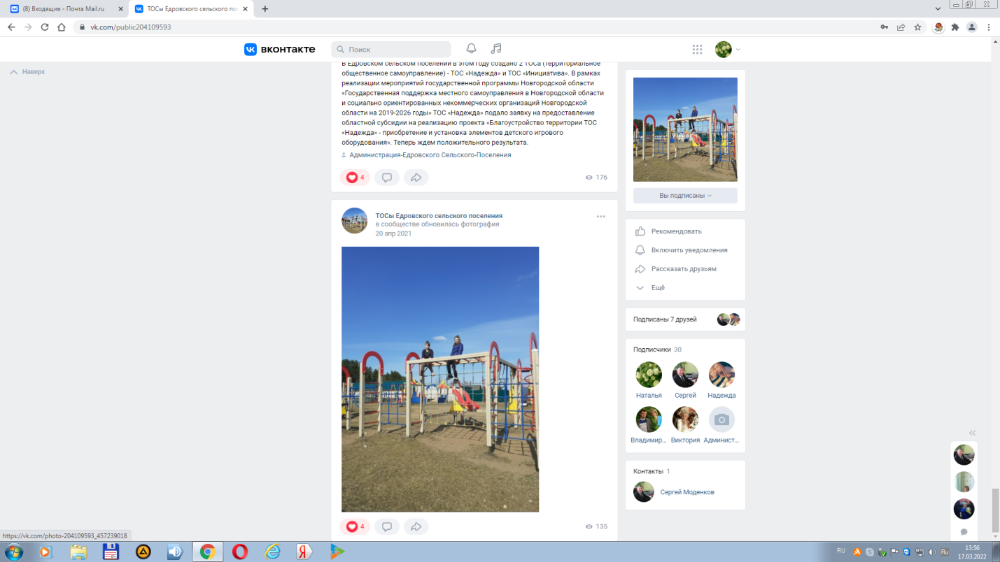 (8) Входящие - Почта Mail.ru
ТОСы Едровского сельского по
vk.com/public204109593
вконтакте
Поиск
Наверх
В Едровском сельском поселении в этом году создано 2 ТОСа (территориальное
общественное самоуправление) - ТОС «Надежда» и ТОС «Инициатива». В рамках
реализации мероприятий государственной программы Новгородской области
«Государственная поддержка местного самоуправления в Новгородской области
и социально ориентированных некоммерческих организаций Новгородской
области на 2019-2026 годы» ТОС «Надежда» подало заявку на предоставление
областной субсидии на реализацию проекта «Благоустройство территории ТОС
«Надежда» - приобретение и установка элементов детского игрового
оборудования». Теперь ждем положительного результата.
Администрация-Едровского Сельского-Поселения
4
176
ТОСы Едровского сельского поселения
в сообществе обновилась фотография
20 апр 2021
4
135
Вы подписаны
Рекомендовать
Включить уведомления
Рассказать друзьям
Ещё
Подписаны 7 друзей
Подписчики 30
Наталья Сергей Надежда
Владимир... Виктория Админист...
Контакты 1
Сергей Моденков
https://vk.com/photo-204109593_457239018
RU
Ru
13:56
17.03.2022